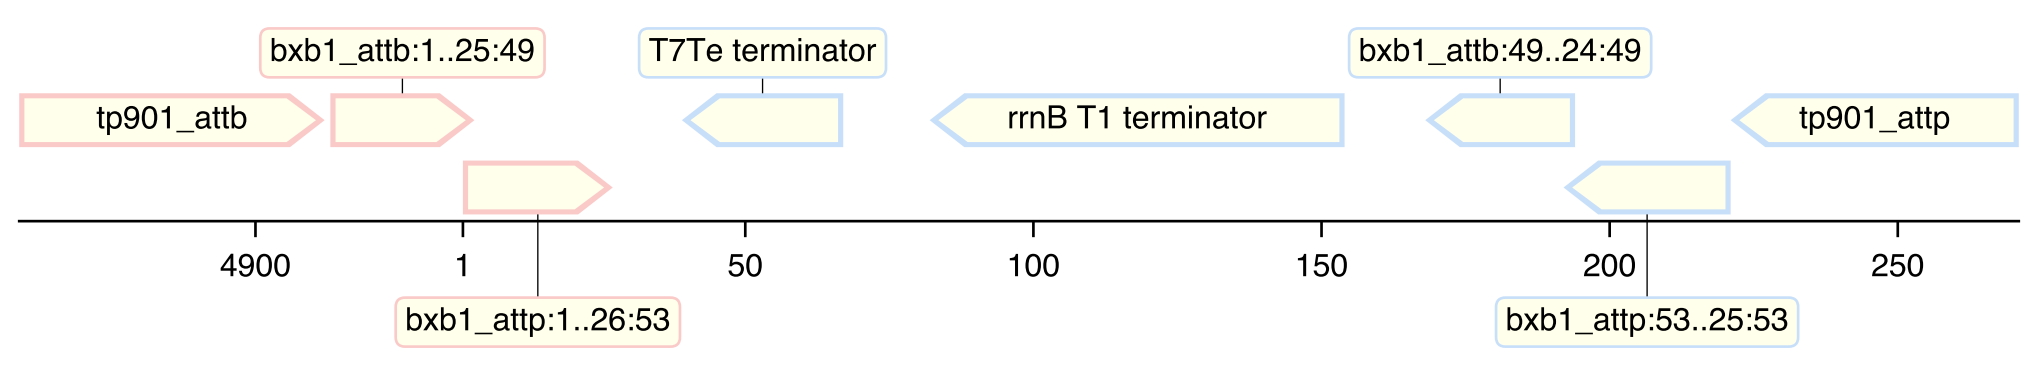 bxb1_attb:1..25:49
T7Te terminator
bxb1_attb:49..24:49
tp901_attb
rrnB T1 terminator
tp901_attp
4900
1
50
100
150
200
250
bxb1_attp:1..26:53
bxb1_attp:53..25:53